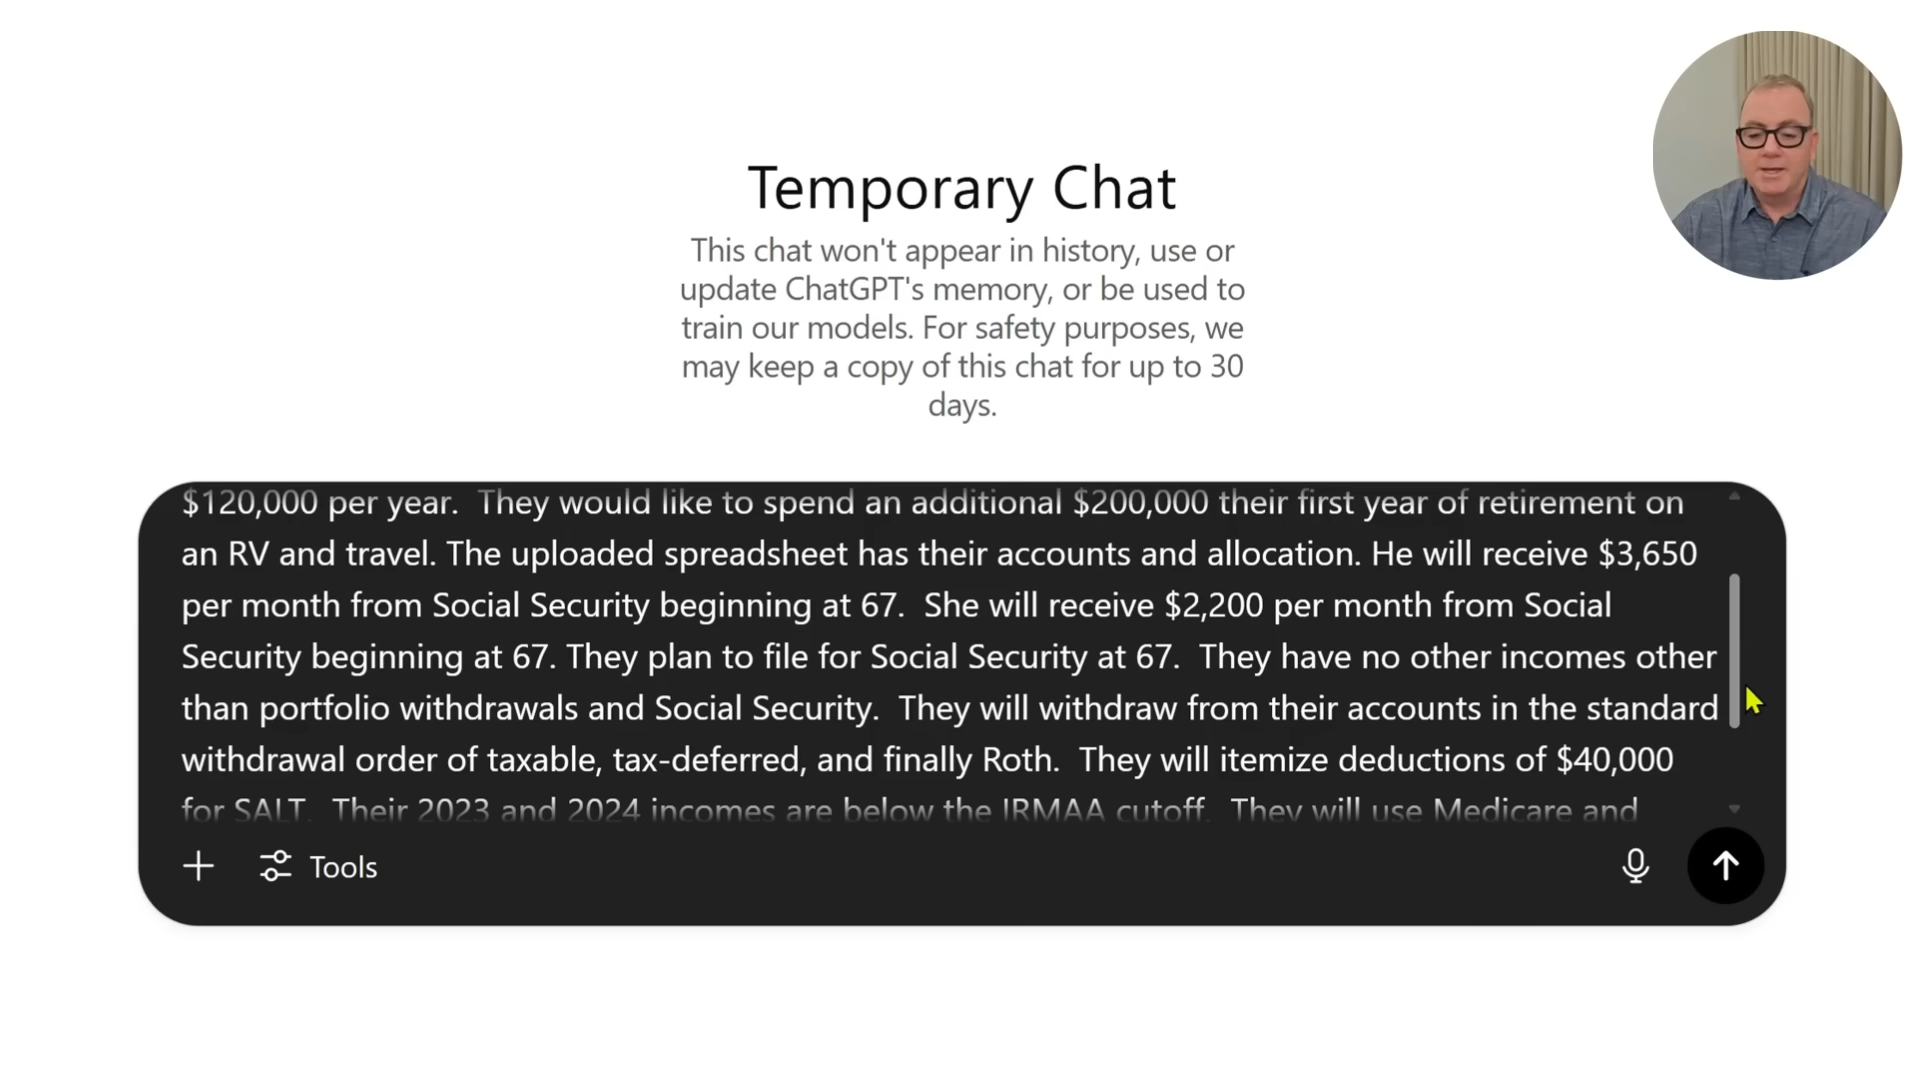 Temporary Chat
This chat won't appear in history, use or
update ChatGPT's memory, or be used to
train our models. For safety purposes, we
may keep a copy of this chat for up to 30
days.
$120,000 per year.  They would like to spend an additional $200,000 their first year of retirement on
an RV and travel. The uploaded spreadsheet has their accounts and allocation. He will receive $3,650
per month from Social Security beginning at 67.  She will receive $2,200 per month from Social
Security beginning at 67. They plan to file for Social Security at 67.  They have no other incomes other
than portfolio withdrawals and Social Security.  They will withdraw from their accounts in the standard
withdrawal order of taxable, tax-deferred, and finally Roth.  They will itemize deductions of $40,000
for SALT.  Their 2023 and 2024 incomes are below the IRMAA cutoff.  They will use Medicare and
Tools